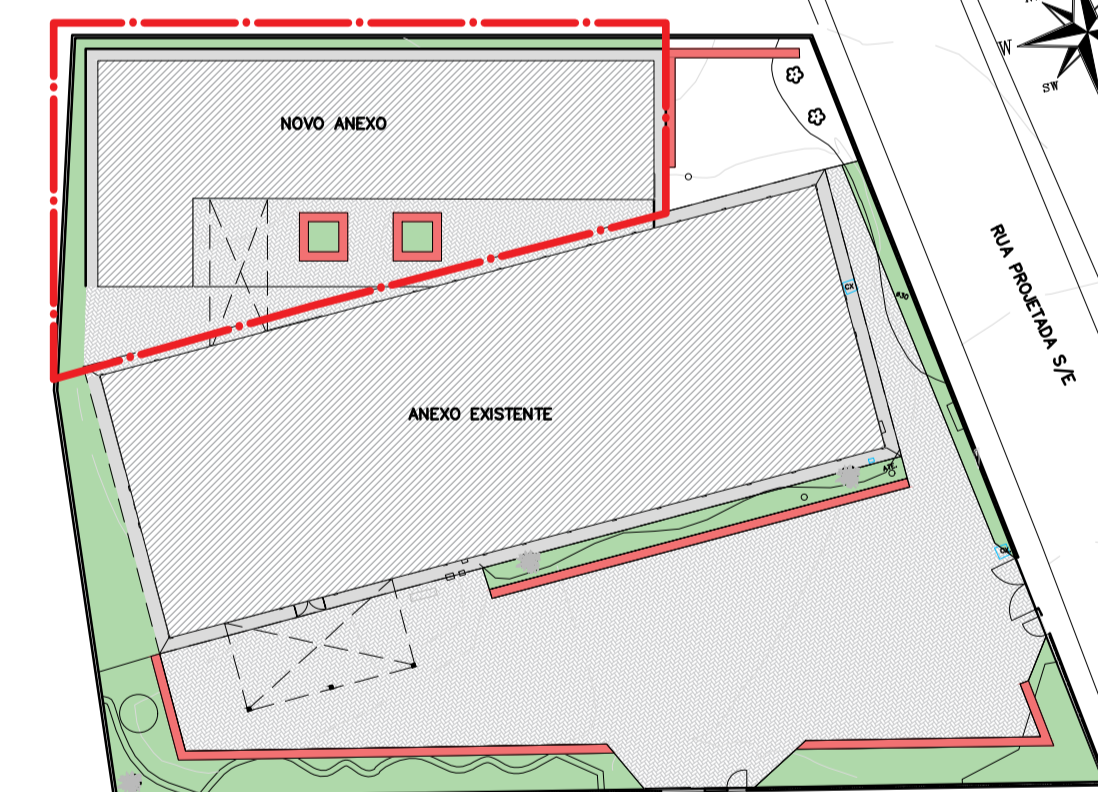 W
SW
NOVO ANEXO
RUA PROJETADA S/E
CX
ANEXO EXISTENTE